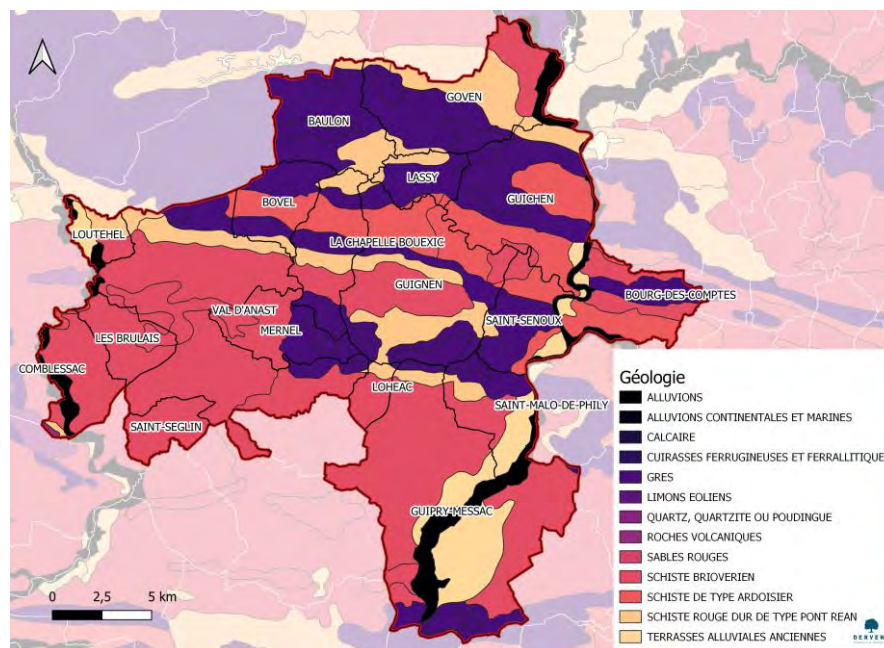 GOVEN
BAULON
LASSY
BOVEL
GUICHEN
LOUTEHEL
LA CHAPELLE BOUEXIC
GUIGNEN
BOURG-DES-COMPTES
VAL D'ANAST
SAINT-SENOUX
MERNEL
LES BRULAIS
COMBLESSAC
LOHEAC
SAINT-MALO-DE-PHILY
SAINT-SEGLIN
GUIPRY-MESSAC
0 2,5 5 km
Géologie
ALLUVIONS
ALLUVIONS CONTINENTALES ET MARINES
CALCAIRE
CUIRASSES FERRUGINEUSES ET FERRALLITIQUE
GRES
LIMONS EOLIENS
QUARTZ, QUARTZITE OU POUDINGUE
ROCHES VOLCANIQUES
SABLES ROUGES
SCHISTE BRIOVERIEN
SCHISTE DE TYPE ARDOISIER
SCHISTE ROUGE DUR DE TYPE PONT REAN
TERRASSES ALLUVIALES ANCIENNES
DERVENN